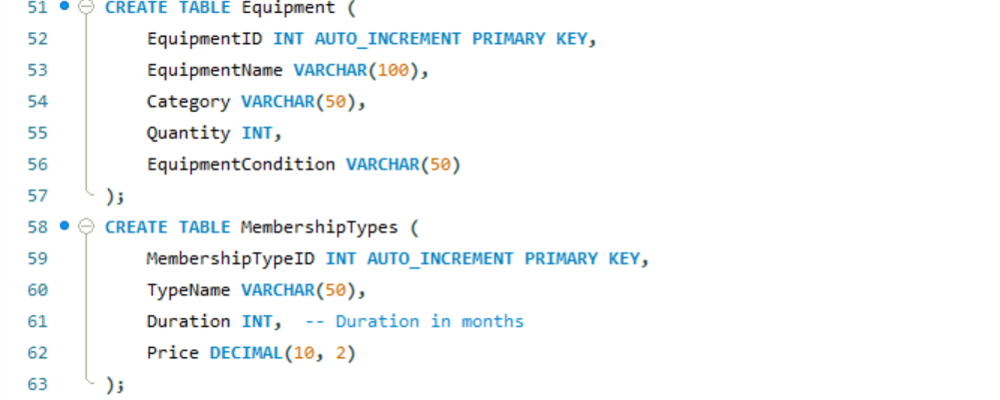 51 CREATE TABLE Equipment (
52 EquipmentID INT AUTO_INCREMENT PRIMARY KEY,
53 EquipmentName VARCHAR(100),
54 Category VARCHAR(50),
55 Quantity INT,
56 EquipmentCondition VARCHAR(50)
57 );
58 CREATE TABLE MembershipTypes (
59 MembershipTypeID INT AUTO_INCREMENT PRIMARY KEY,
60 TypeName VARCHAR(50),
61 Duration INT,  -- Duration in months
62 Price DECIMAL(10, 2)
63 );